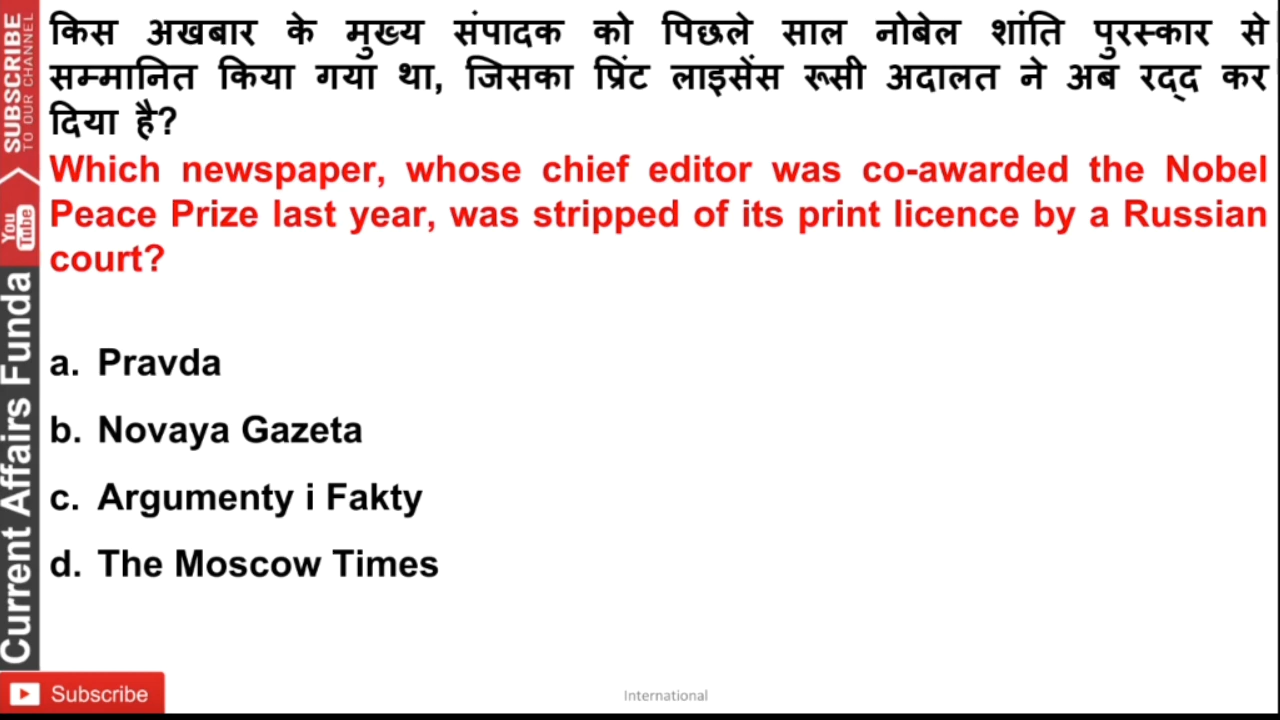 किस अखबार के मुख्य संपादक को पिछले साल नोबेल शांति पुरस्कार से
सम्मानित किया गया था, जिसका प्रिंट लाइसेंस रूसी अदालत ने अब रद्द कर
दिया है?
Which newspaper, whose chief editor was co-awarded the Nobel
Peace Prize last year, was stripped of its print licence by a Russian
court?
a. Pravda
b. Novaya Gazeta
c. Argumenty i Fakty
d. The Moscow Times
SUBSCRIBE
TO OUR CHANNEL
You
Tube
Current Affairs Funda
Subscribe
International